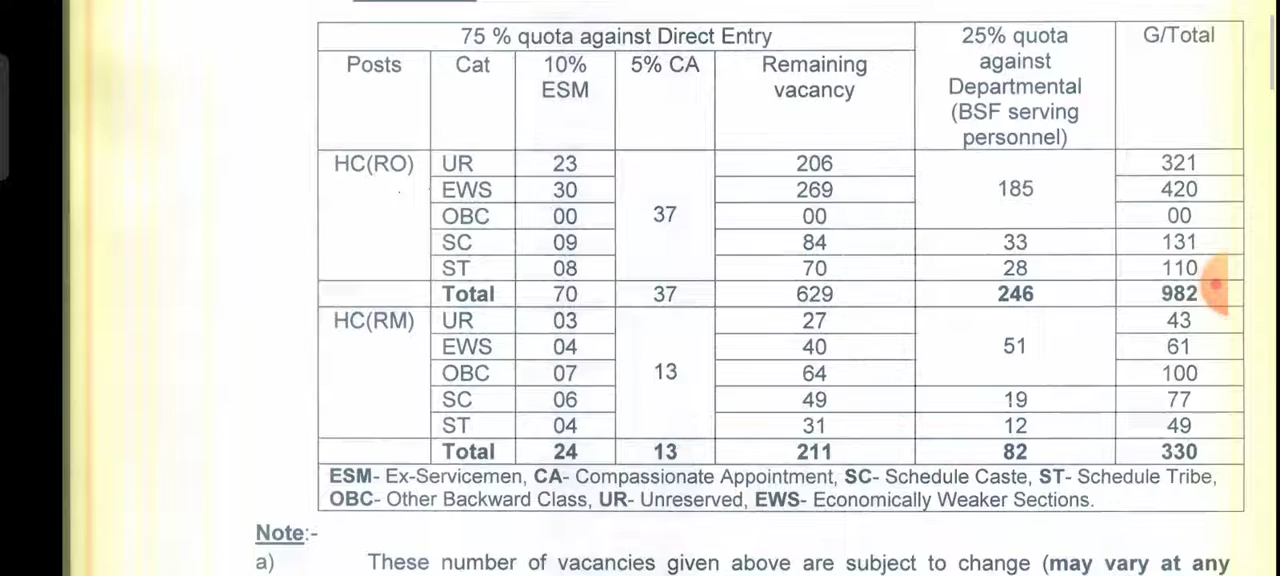 75 % quota against Direct Entry 25% quota against Departmental (BSF serving personnel) G/Total
Posts Cat 10% ESM 5% CA Remaining vacancy
HC(RO) UR 23 37 206 185 321
EWS 30 269 420
OBC 00 00 00
SC 09 84 33 131
ST 08 70 28 110
Total 70 37 629 246 982
HC(RM) UR 03 13 27 51 43
EWS 04 40 61
OBC 07 64 100
SC 06 49 19 77
ST 04 31 12 49
Total 24 13 211 82 330
ESM- Ex-Servicemen, CA- Compassionate Appointment, SC- Schedule Caste, ST- Schedule Tribe,
OBC- Other Backward Class, UR- Unreserved, EWS- Economically Weaker Sections.
Note:-
a) These number of vacancies given above are subject to change (may vary at any